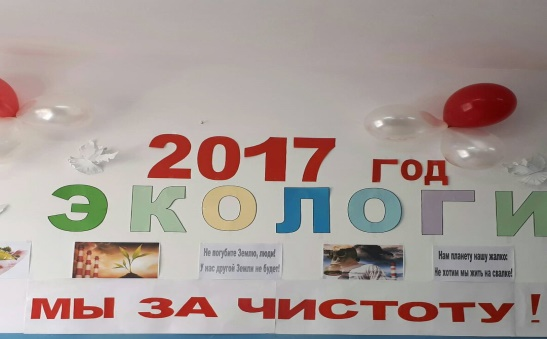 2017 год
ЭКОЛОГИ
Не погубите Землю, люди!
У нас другой Земли не будет!
Нам планету нашу жалко:
Не хотим мы жить на свалке!
МЫ ЗА ЧИСТОТУ!